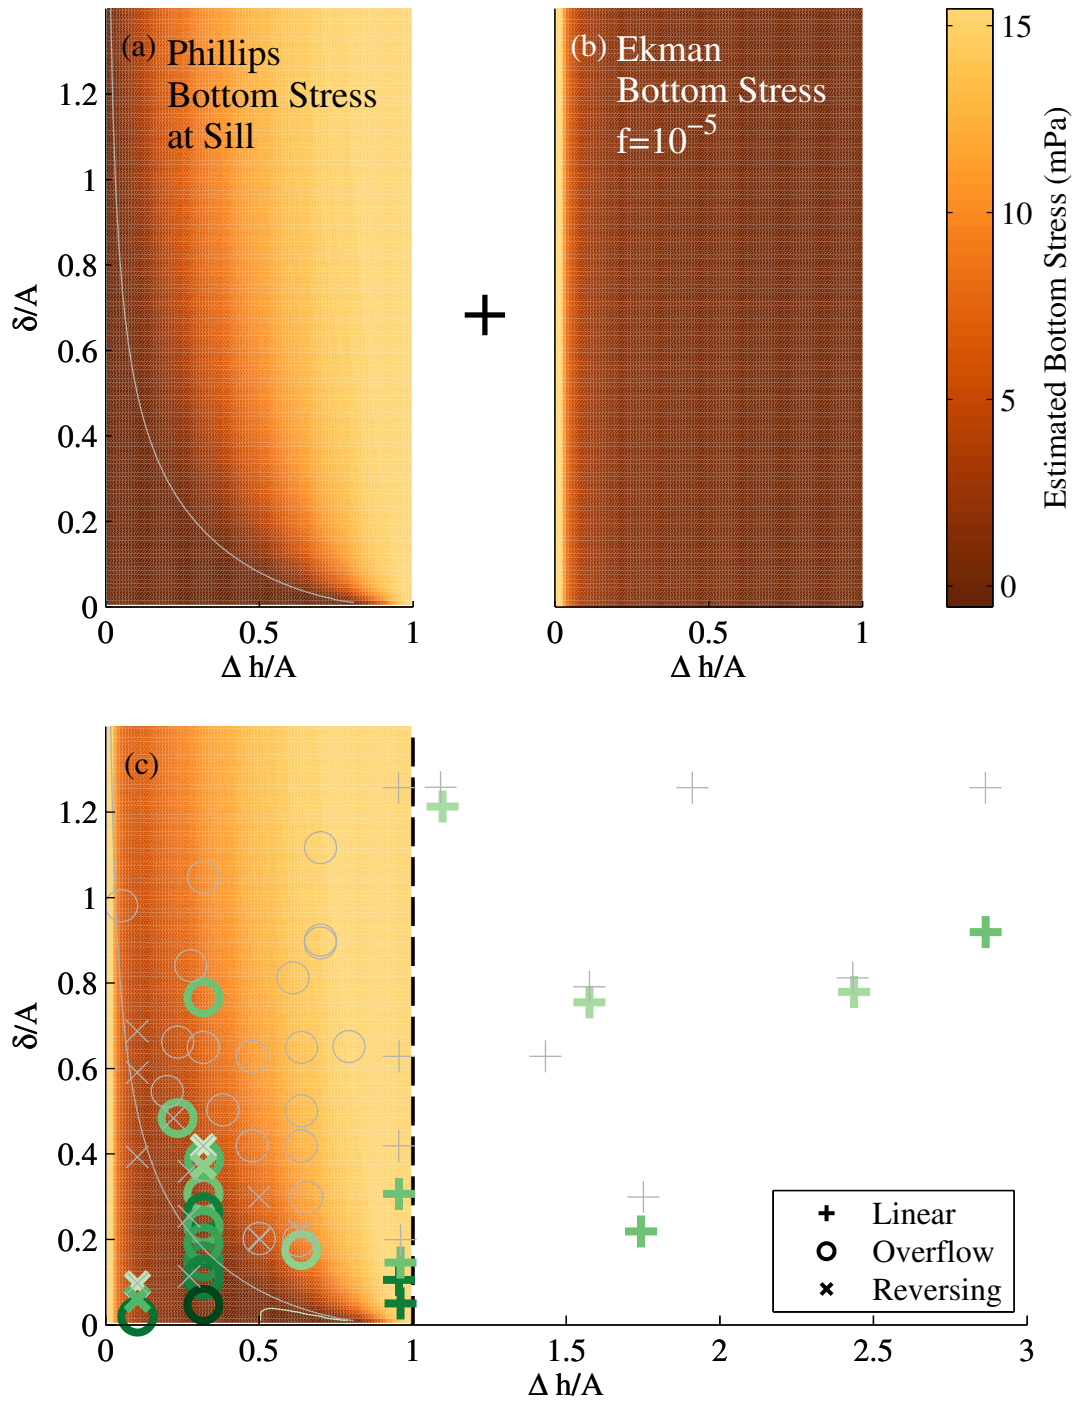 (a) Phillips
Bottom Stress
at Sill
(b) Ekman
Bottom Stress
f=10⁻⁵
1.2
1
0.8
0.6
0.4
0.2
0
δ/A
0 0.5 1
Δ h/A
0 0.5 1
Δ h/A
+
15
10
5
0
Estimated Bottom Stress (mPa)
(c)
1.2
1
0.8
0.6
0.4
0.2
0
δ/A
0 0.5 1 1.5 2 2.5 3
Δ h/A
Linear
Overflow
Reversing